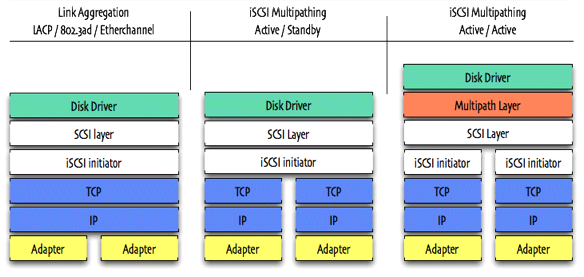 Link Aggregation
LACP / 802.3ad / Etherchannel
iSCSI Multipathing
Active / Standby
iSCSI Multipathing
Active / Active
Disk Driver
SCSI layer
iSCSI initiator
TCP
IP
Adapter Adapter
Disk Driver
SCSI Layer
iSCSI initiator
TCP TCP
IP IP
Adapter Adapter
Disk Driver
Multipath Layer
SCSI Layer
iSCSI initiator iSCSI initiator
TCP TCP
IP IP
Adapter Adapter